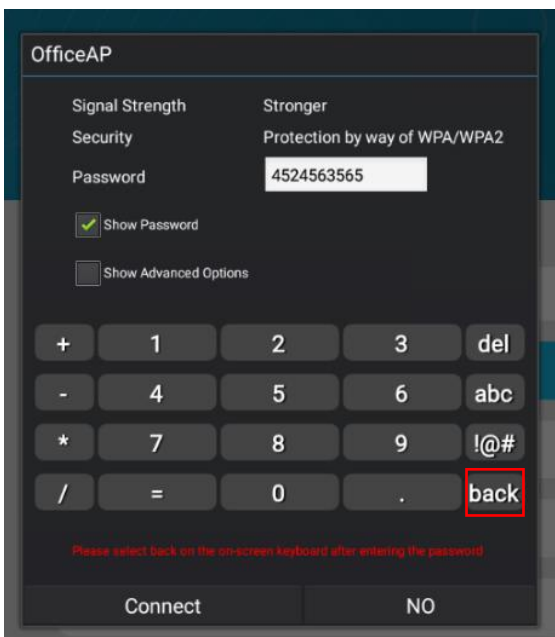 OfficeAP
Signal Strength Stronger
Security Protection by way of WPA/WPA2
Password 4524563565
Show Password
Show Advanced Options
+ 1 2 3 del
- 4 5 6 abc
* 7 8 9 !@#
/ = 0 . back
Please select back on the on-screen keyboard after entering the password
Connect NO